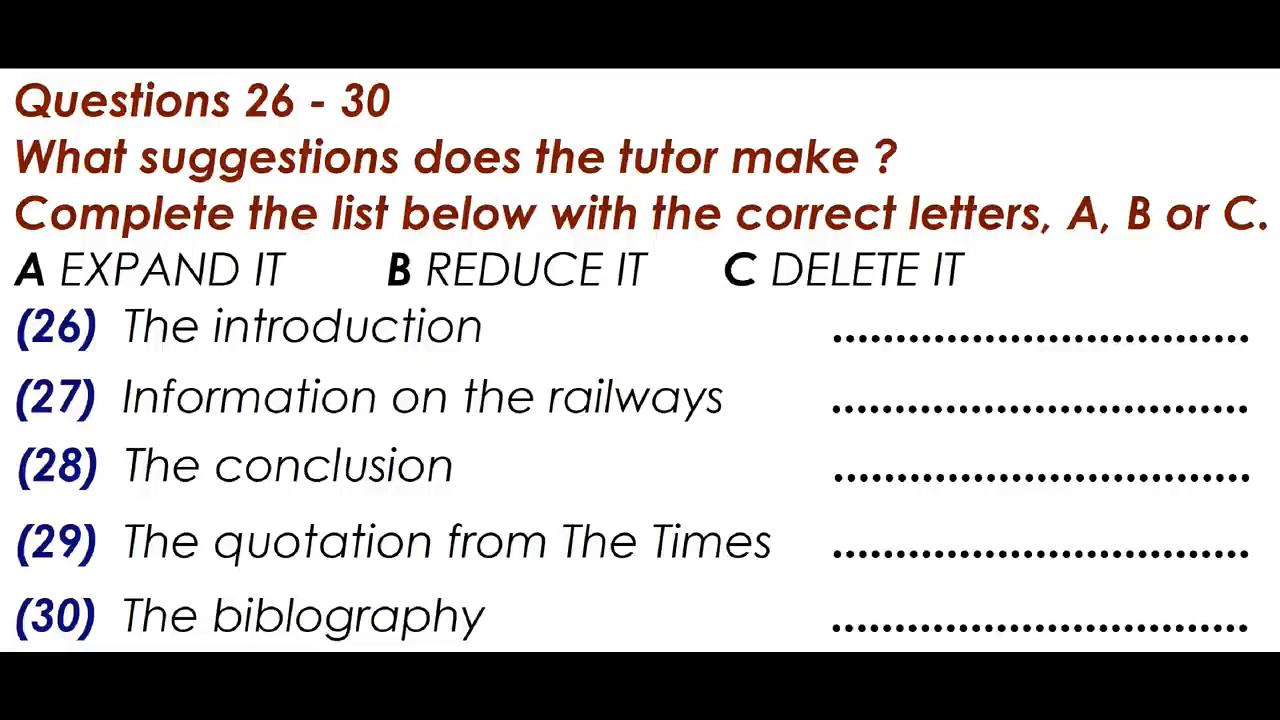 Questions 26 - 30
What suggestions does the tutor make ?
Complete the list below with the correct letters, A, B or C.
A EXPAND IT B REDUCE IT C DELETE IT
(26) The introduction .................................
(27) Information on the railways .................................
(28) The conclusion .................................
(29) The quotation from The Times .................................
(30) The biblography .................................